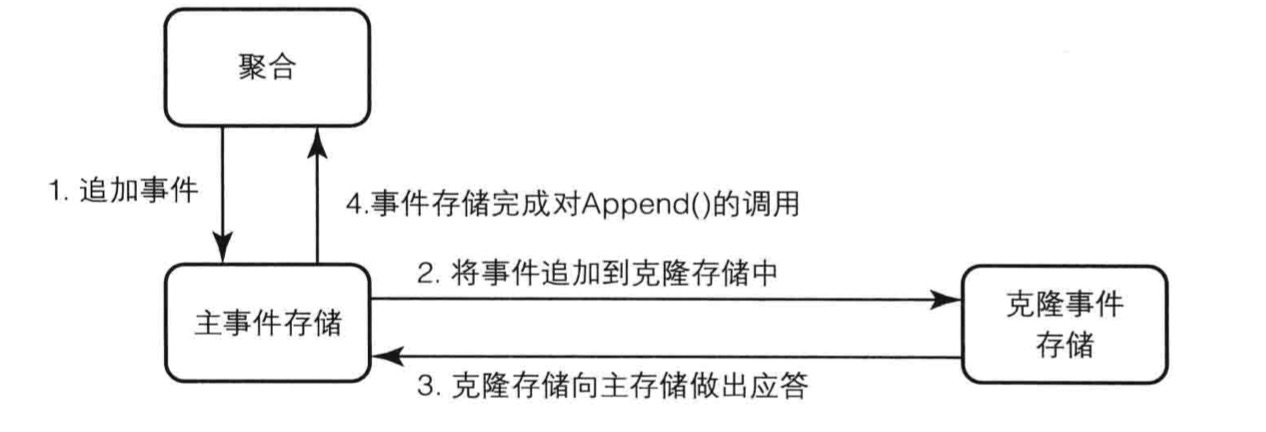 聚合
1. 追加事件
4.事件存储完成对Append()的调用
2. 将事件追加到克隆存储中
主事件存储
克隆事件
存储
3. 克隆存储向主存储做出应答